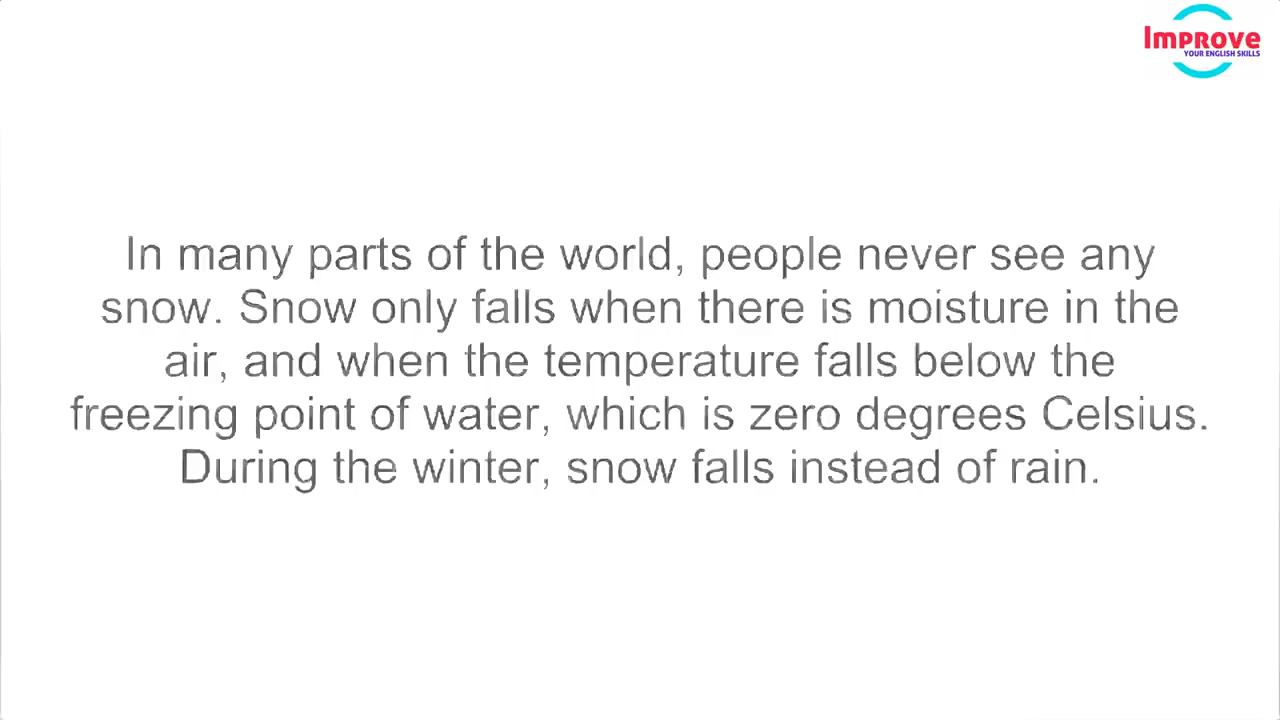 Improve
YOUR ENGLISH SKILLS
In many parts of the world, people never see any
snow. Snow only falls when there is moisture in the
air, and when the temperature falls below the
freezing point of water, which is zero degrees Celsius.
During the winter, snow falls instead of rain.